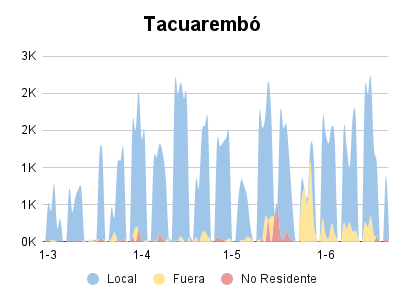 Tacuarembó
3K
2K
2K
1K
1K
0K
1-3
1-4
1-5
1-6
Local
Fuera
No Residente